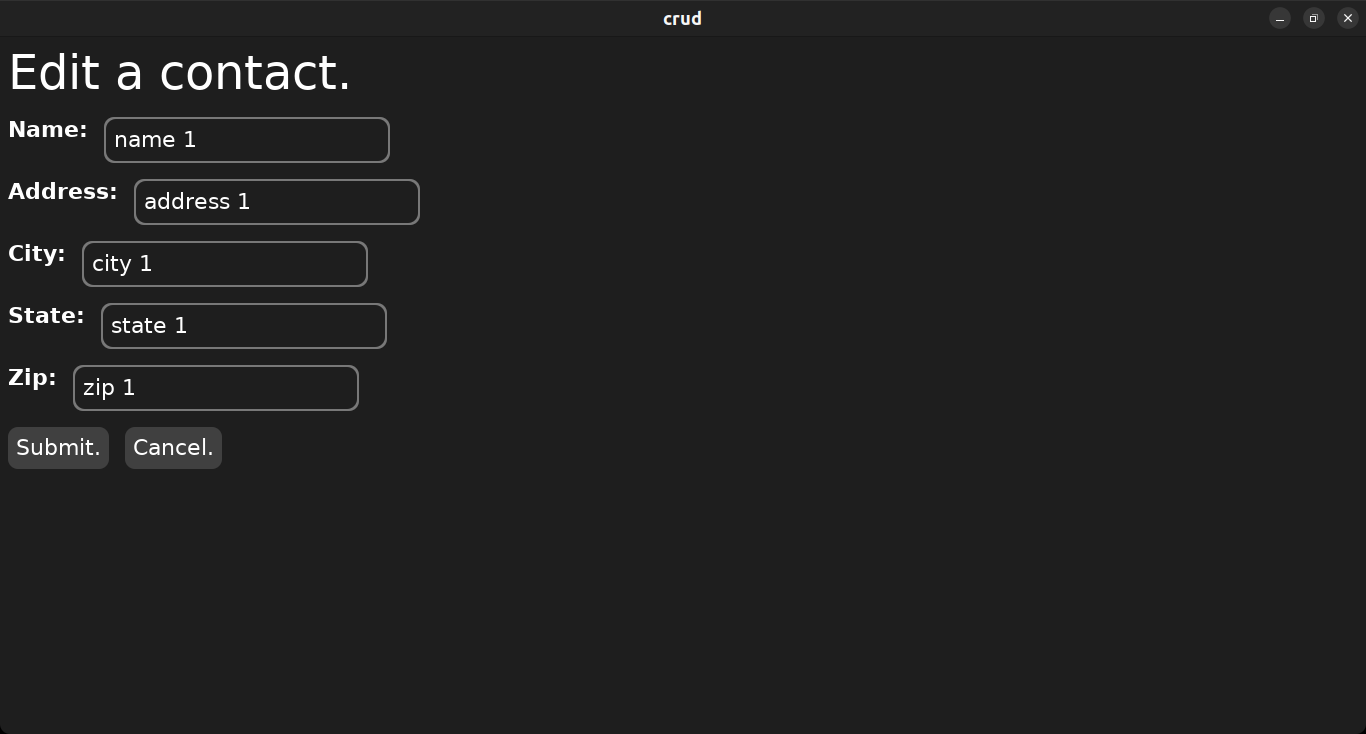 crud
Edit a contact.
Name: name 1
Address: address 1
City: city 1
State: state 1
Zip: zip 1
Submit. Cancel.